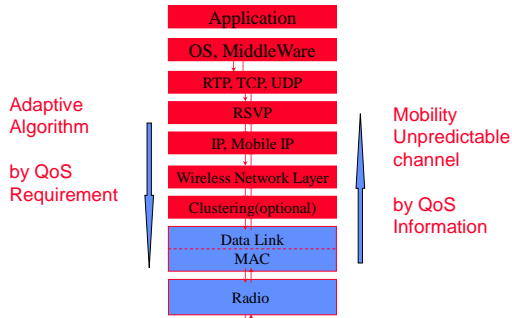 Application
OS, MiddleWare
RTP, TCP, UDP
RSVP
IP, Mobile IP
Wireless Network Layer
Clustering(optional)
Data Link
MAC
Radio
Adaptive
Algorithm
by QoS
Requirement
Mobility
Unpredictable
channel
by QoS
Information